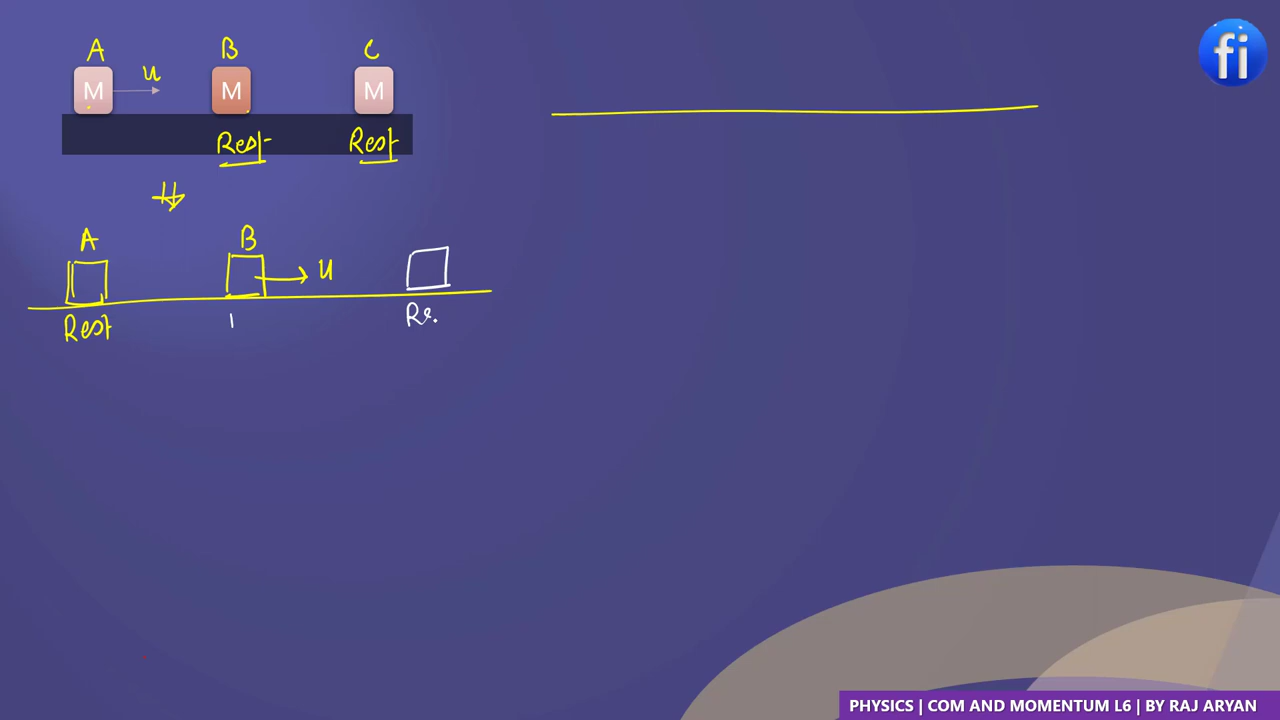 A B C
M u M M
Rest Rest
A B
u
Rest Re.
fi
PHYSICS | COM AND MOMENTUM L6 | BY RAJ ARYAN